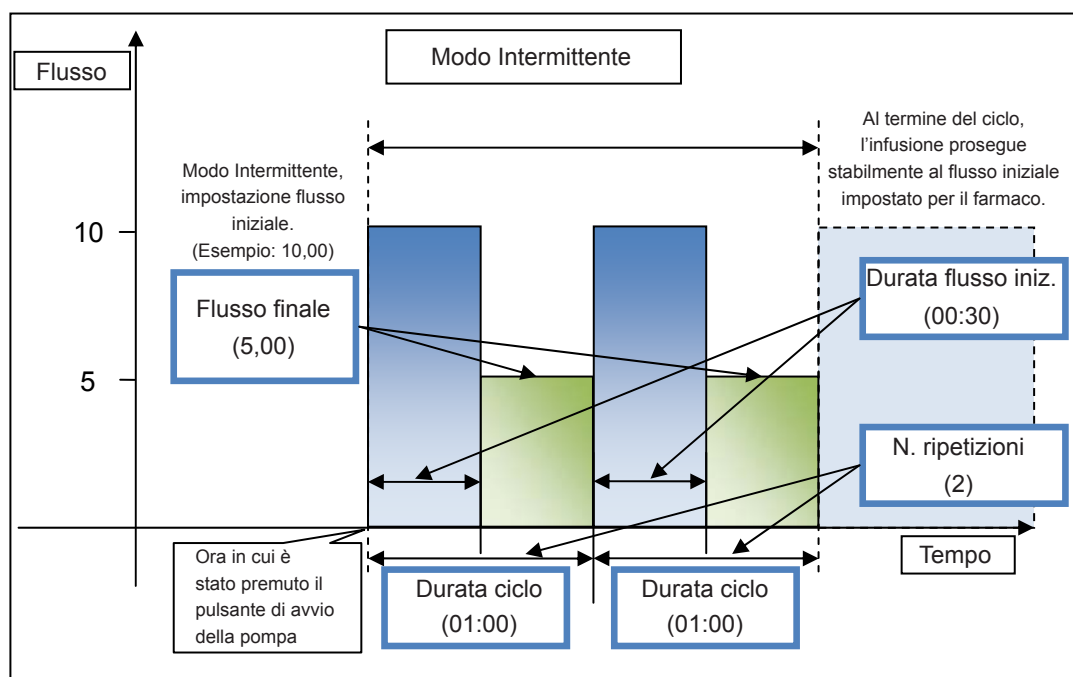 Modo Intermittente
Flusso
Al termine del ciclo,
l'infusione prosegue
stabilmente al flusso iniziale
impostato per il farmaco.
Modo Intermittente,
impostazione flusso
iniziale.
(Esempio: 10,00)
10
Flusso finale
(5,00)
Durata flusso iniz.
(00:30)
5
N. ripetizioni
(2)
Tempo
Ora in cui è
stato premuto il
pulsante di avvio
della pompa
Durata ciclo
(01:00)
Durata ciclo
(01:00)